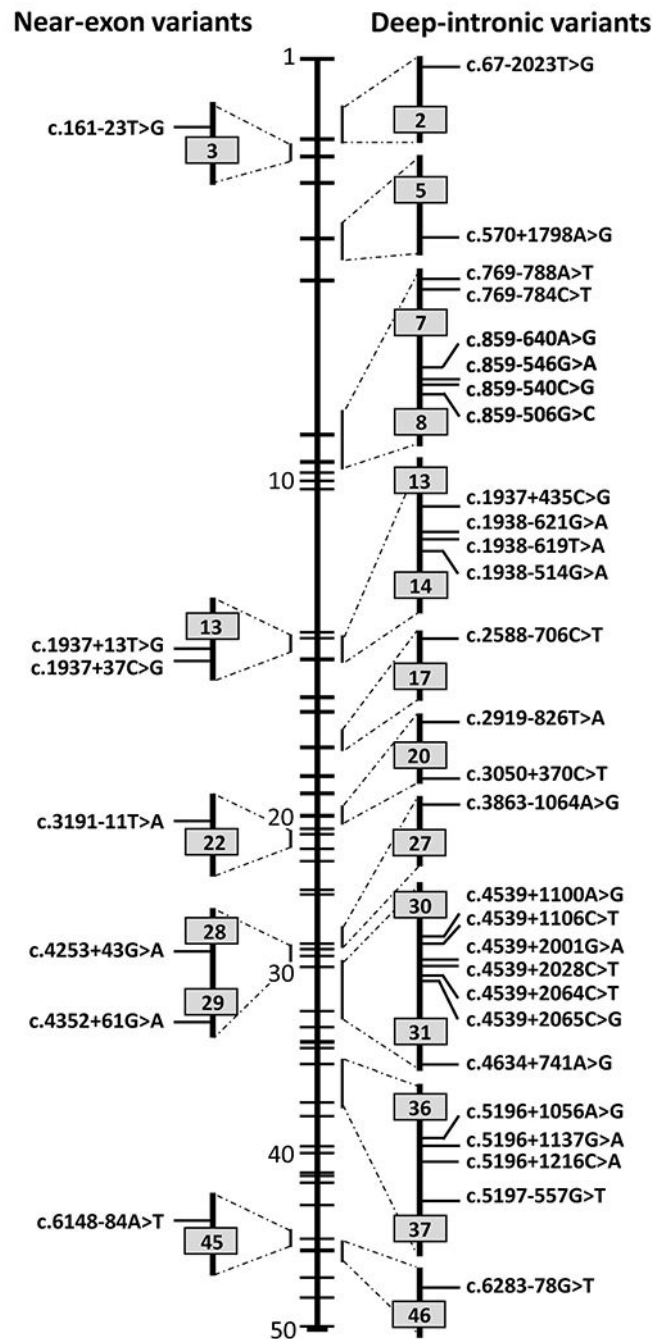 Near-exon variants
Deep-intronic variants
1
c.67-2023T>G
2
c.161-23T>G
3
5
c.570+1798A>G
c.769-788A>T
c.769-784C>T
7
c.859-640A>G
c.859-546G>A
c.859-540C>G
c.859-506G>C
8
10
13
c.1937+435C>G
c.1938-621G>A
c.1938-619T>A
c.1938-514G>A
14
13
c.1937+13T>G
c.1937+37C>G
c.2588-706C>T
17
c.2919-826T>A
20
c.3050+370C>T
c.3191-11T>A
22
20
c.3863-1064A>G
27
28
c.4253+43G>A
29
c.4352+61G>A
30
30
c.4539+1100A>G
c.4539+1106C>T
c.4539+2001G>A
c.4539+2028C>T
c.4539+2064C>T
c.4539+2065C>G
31
c.4634+741A>G
36
c.5196+1056A>G
c.5196+1137G>A
c.5196+1216C>A
c.5197-557G>T
37
40
c.6148-84A>T
45
c.6283-78G>T
46
50